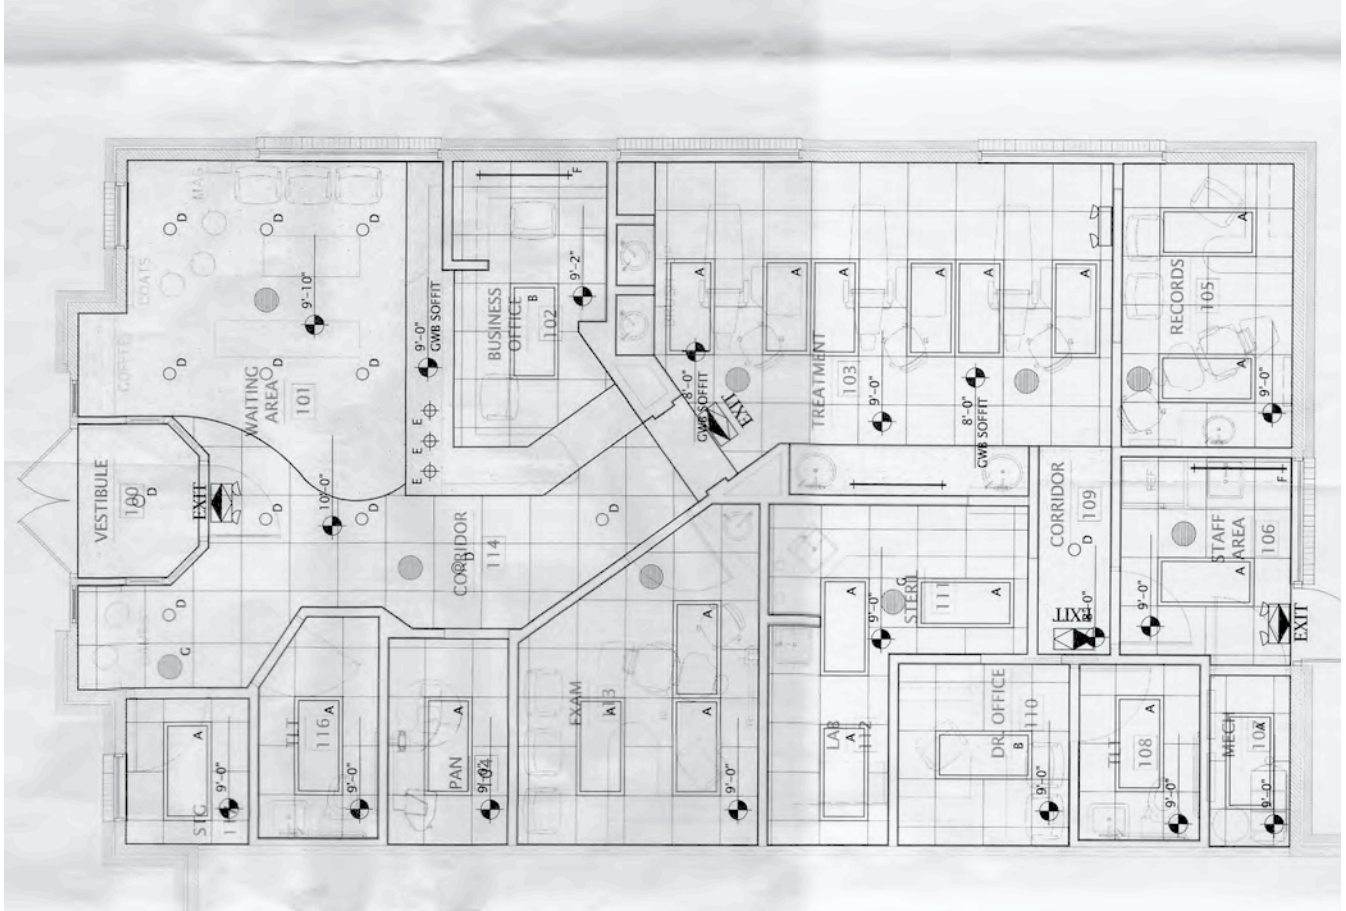 MAG
COATS
COFFEE
WAITING
AREA
101
9'-10"
D
D
D
D
D
D
VESTIBULE
100
D
EXIT
D
D
10'-0"
CORRIDOR
114
D
D
D
G
9'-0"
GWB SOFFIT
E
E
E
BUSINESS
OFFICE
102
B
F
9'-2"
8'-0"
GWB SOFFIT
EXIT
TREATMENT
103
A
A
A
A
A
A
9'-0"
8'-0"
GWB SOFFIT
RECORDS
105
A
A
9'-0"
CORRIDOR
109
D
EXIT
REF
F
STAFF
AREA
106
A
9'-0"
EXIT
STG
A
9'-0"
TLT
116
A
9'-0"
PAN
A
9'-0"
EXAM
A
A
A
9'-0"
STERIL
111
G
A
A
9'-0"
LAB
112
A
DR. OFFICE
110
B
9'-0"
TLT
108
A
9'-0"
MECH
A
9'-0"